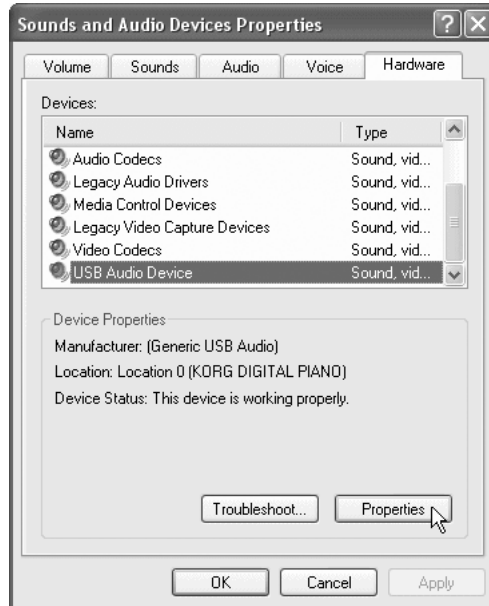 Sounds and Audio Devices Properties
Volume Sounds Audio Voice Hardware
Devices:
Name Type
Audio Codecs Sound, vid...
Legacy Audio Drivers Sound, vid...
Media Control Devices Sound, vid...
Legacy Video Capture Devices Sound, vid...
Video Codecs Sound, vid...
USB Audio Device Sound, vid...
Device Properties
Manufacturer: (Generic USB Audio)
Location: Location 0 (KORG DIGITAL PIANO)
Device Status: This device is working properly.
Troubleshoot... Properties
OK Cancel Apply